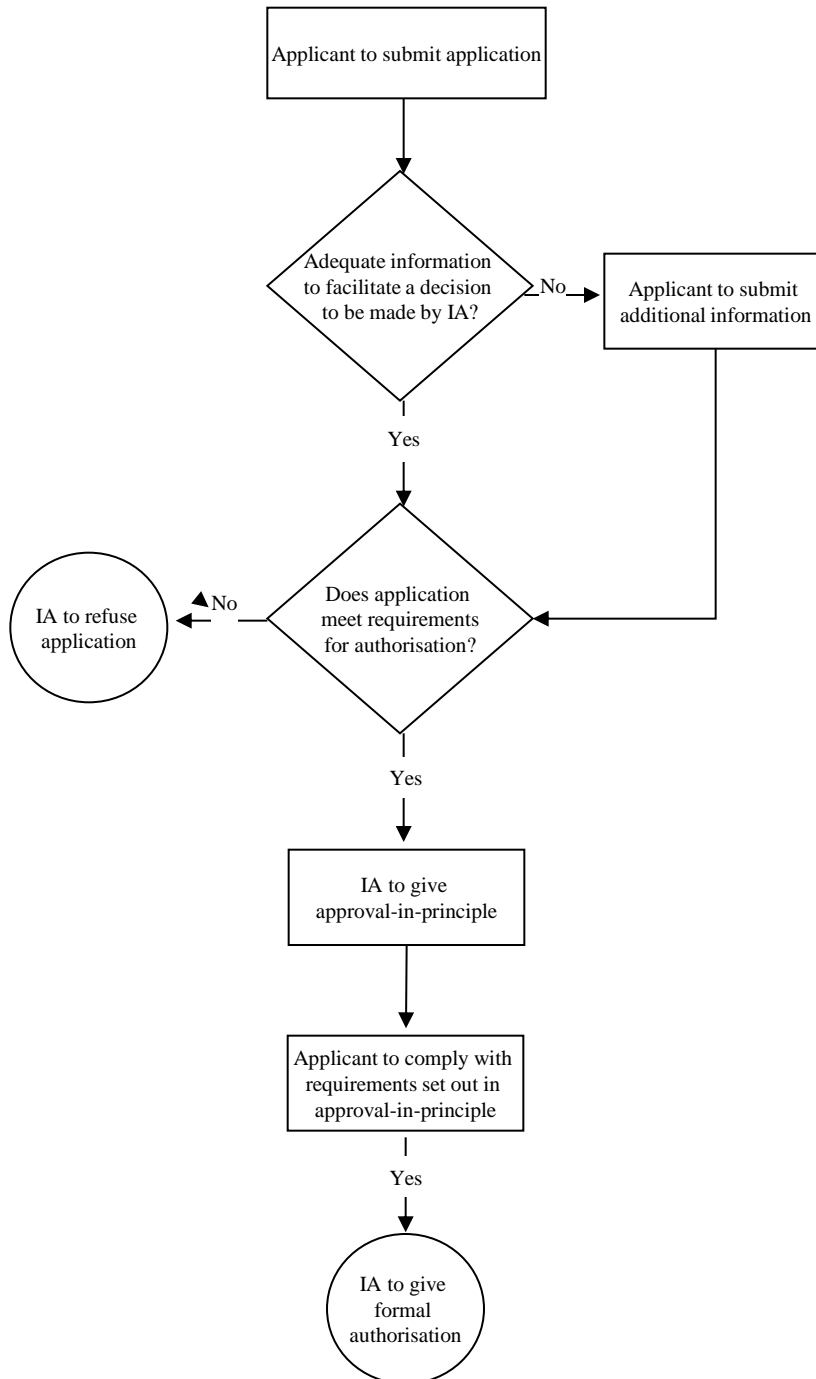 Applicant to submit application
Adequate information
to facilitate a decision
to be made by IA?
No
Applicant to submit
additional information
Yes
Does application
meet requirements
for authorisation?
No
IA to refuse
application
Yes
IA to give
approval-in-principle
Applicant to comply with
requirements set out in
approval-in-principle
Yes
IA to give
formal
authorisation